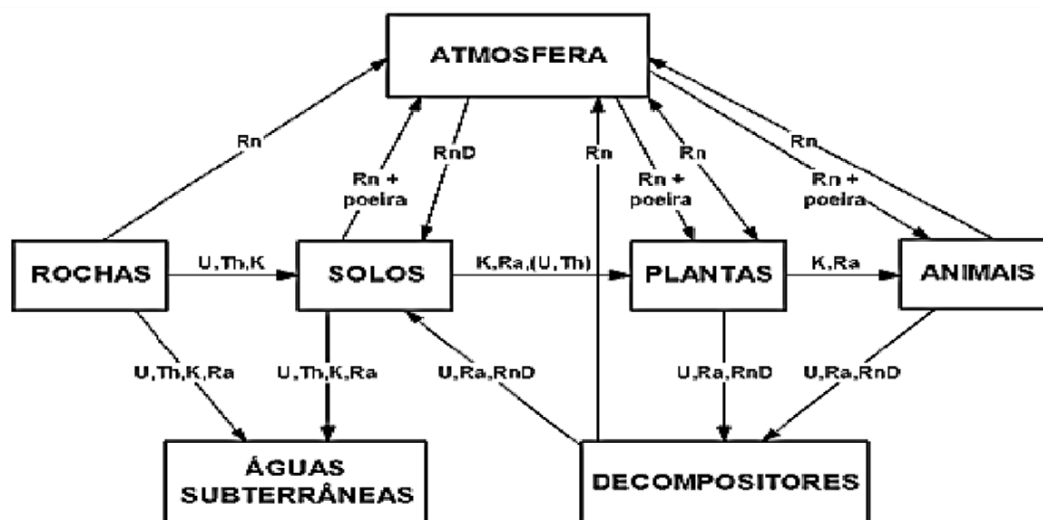 ATMOSFERA
Rn
Rn +
poeira
RnD
Rn
Rn +
poeira
Rn
Rn +
poeira
Rn
ROCHAS
U,Th,K
SOLOS
K,Ra,(U,Th)
PLANTAS
K,Ra
ANIMAIS
U,Th,K,Ra
U,Th,K,Ra
U,Ra,RnD
U,Ra,RnD
U,Ra,RnD
ÁGUAS
SUBTERRÂNEAS
DECOMPOSITORES